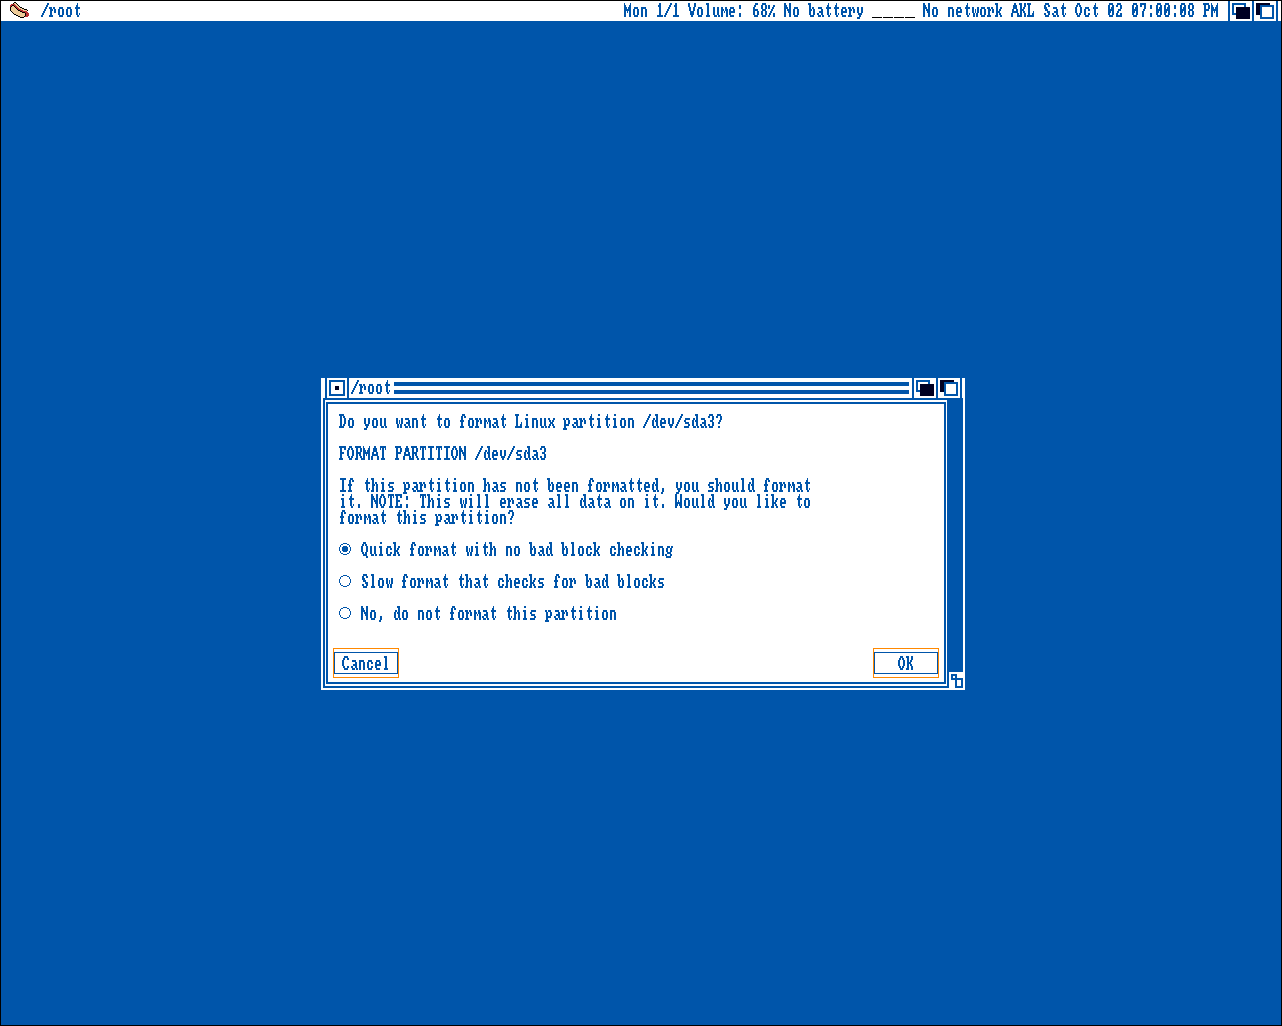 /root
Mon 1/1 Volume: 68% No battery ____ No network AKL Sat Oct 02 07:00:08 PM
/root
Do you want to format Linux partition /dev/sda3?
FORMAT PARTITION /dev/sda3
If this partition has not been formatted, you should format
it. NOTE: This will erase all data on it. Would you like to
format this partition?
Quick format with no bad block checking
Slow format that checks for bad blocks
No, do not format this partition
Cancel
OK